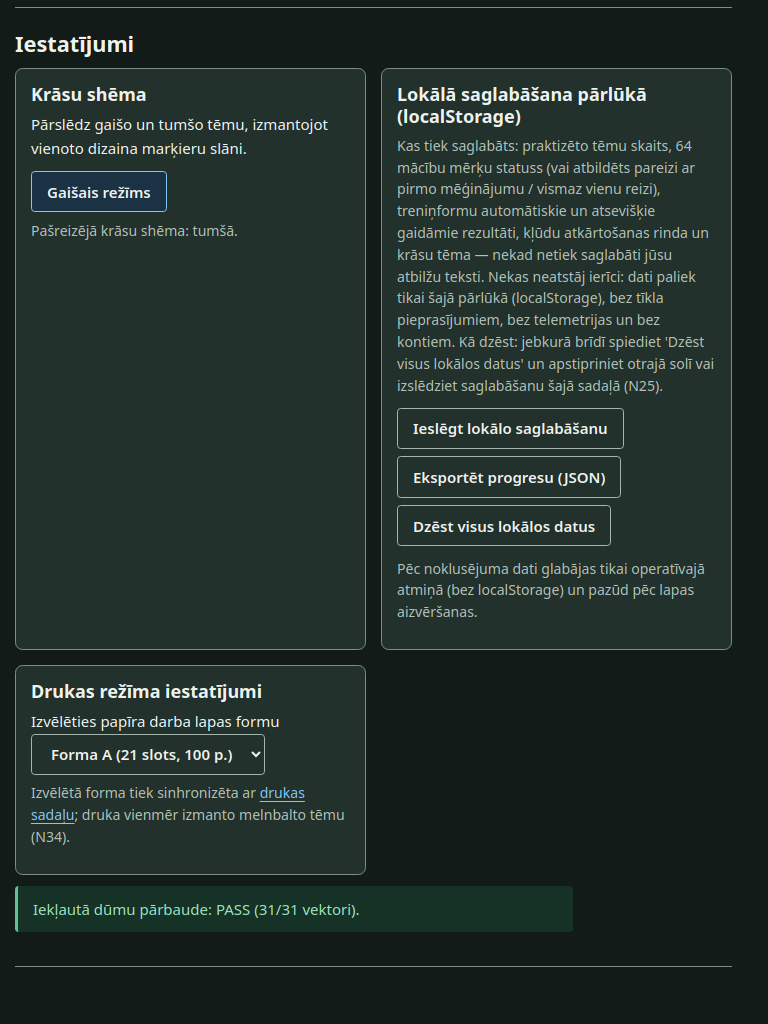 Iestatījumi
Krāsu shēma
Pārslēdz gaišo un tumšo tēmu, izmantojot
vienoto dizaina marķieru slāni.
Gaišais režīms
Pašreizējā krāsu shēma: tumšā.
Lokālā saglabāšana pārlūkā
(localStorage)
Kas tiek saglabāts: praktizēto tēmu skaits, 64
mācību mērķu statuss (vai atbildēts pareizi ar
pirmo mēģinājumu / vismaz vienu reizi),
treniņformu automātiskie un atsevišķie
gaidāmie rezultāti, kļūdu atkārtošanas rinda un
krāsu tēma — nekad netiek saglabāti jūsu
atbilžu teksti. Nekas neatstāj ierīci: dati paliek
tikai šajā pārlūkā (localStorage), bez tīkla
pieprasījumiem, bez telemetrijas un bez
kontiem. Kā dzēst: jebkurā brīdī spiediet 'Dzēst
visus lokālos datus' un apstipriniet otrajā solī vai
izslēdziet saglabāšanu šajā sadaļā (N25).
Ieslēgt lokālo saglabāšanu
Eksportēt progresu (JSON)
Dzēst visus lokālos datus
Pēc noklusējuma dati glabājas tikai operatīvajā
atmiņā (bez localStorage) un pazūd pēc lapas
aizvēršanas.
Drukas režīma iestatījumi
Izvēlēties papīra darba lapas formu
Forma A (21 slots, 100 p.)
Izvēlētā forma tiek sinhronizēta ar drukas
sadaļu; druka vienmēr izmanto melnbalto tēmu
(N34).
Iekļautā dūmu pārbaude: PASS (31/31 vektori).